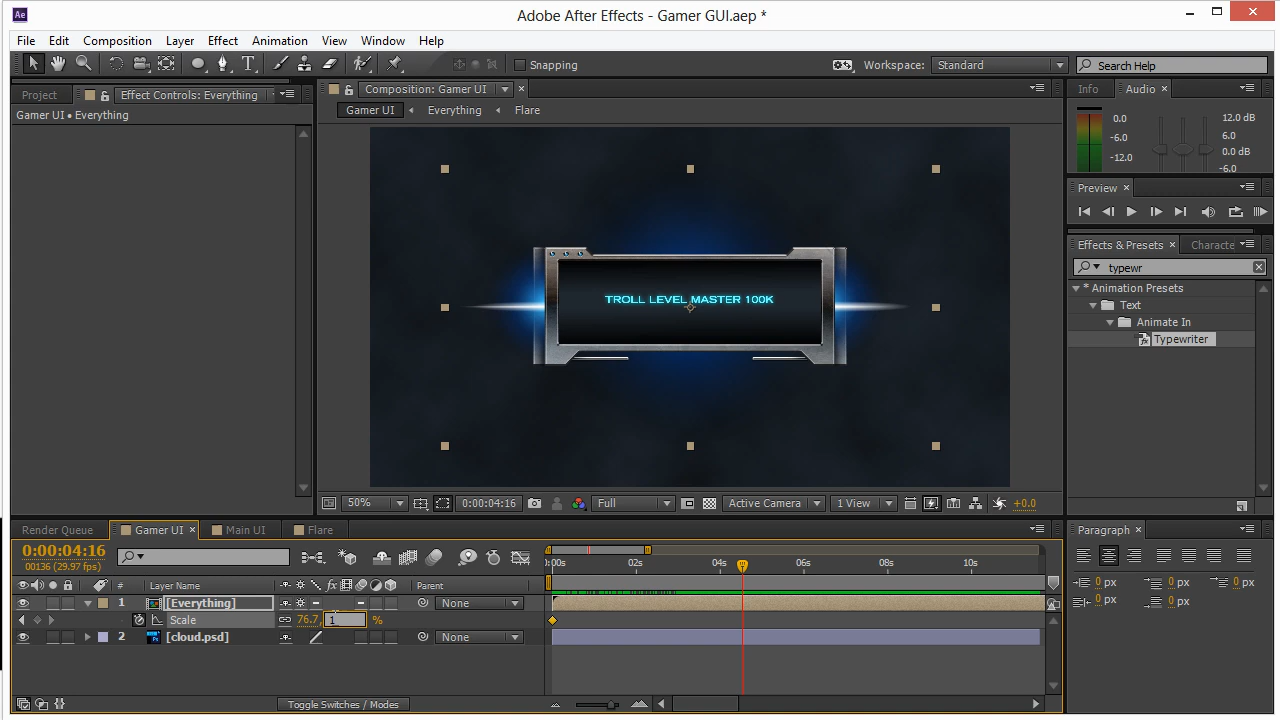 Ae
Adobe After Effects - Gamer GUI.aep *
File Edit Composition Layer Effect Animation View Window Help
Snapping
Workspace: Standard
Search Help
Project
Effect Controls: Everything
Composition: Gamer UI
Info
Audio
Gamer UI • Everything
Gamer UI
Everything
Flare
0.0
-6.0
-12.0
12.0 dB
6.0
0.0 dB
-6.0
Preview
Effects & Presets
Characte
typewr
* Animation Presets
Text
Animate In
Typewriter
TROLL LEVEL MASTER 100K
50%
0:00:04:16
Full
Active Camera
1 View
+0.0
Render Queue
Gamer UI
Main UI
Flare
Paragraph
0:00:04:16
00136 (29.97 fps)
:00s 02s 04s 06s 08s 10s
# Layer Name
fx
Parent
1 [Everything]
None
Scale
76.7,
1
%
2 [cloud.psd]
None
0 px 0 px 0 px
0 px 0 px
Toggle Switches / Modes